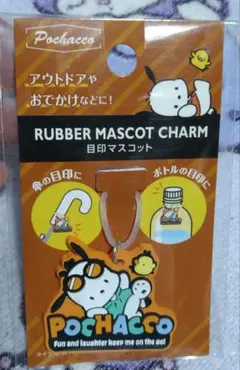 Pochacco
アウトドアや
おでかけなどに!
RUBBER MASCOT CHARM
目印マスコット
傘の目印に
ボトルの目印に
POCHACCO
Fun and laughter keep me on the go!